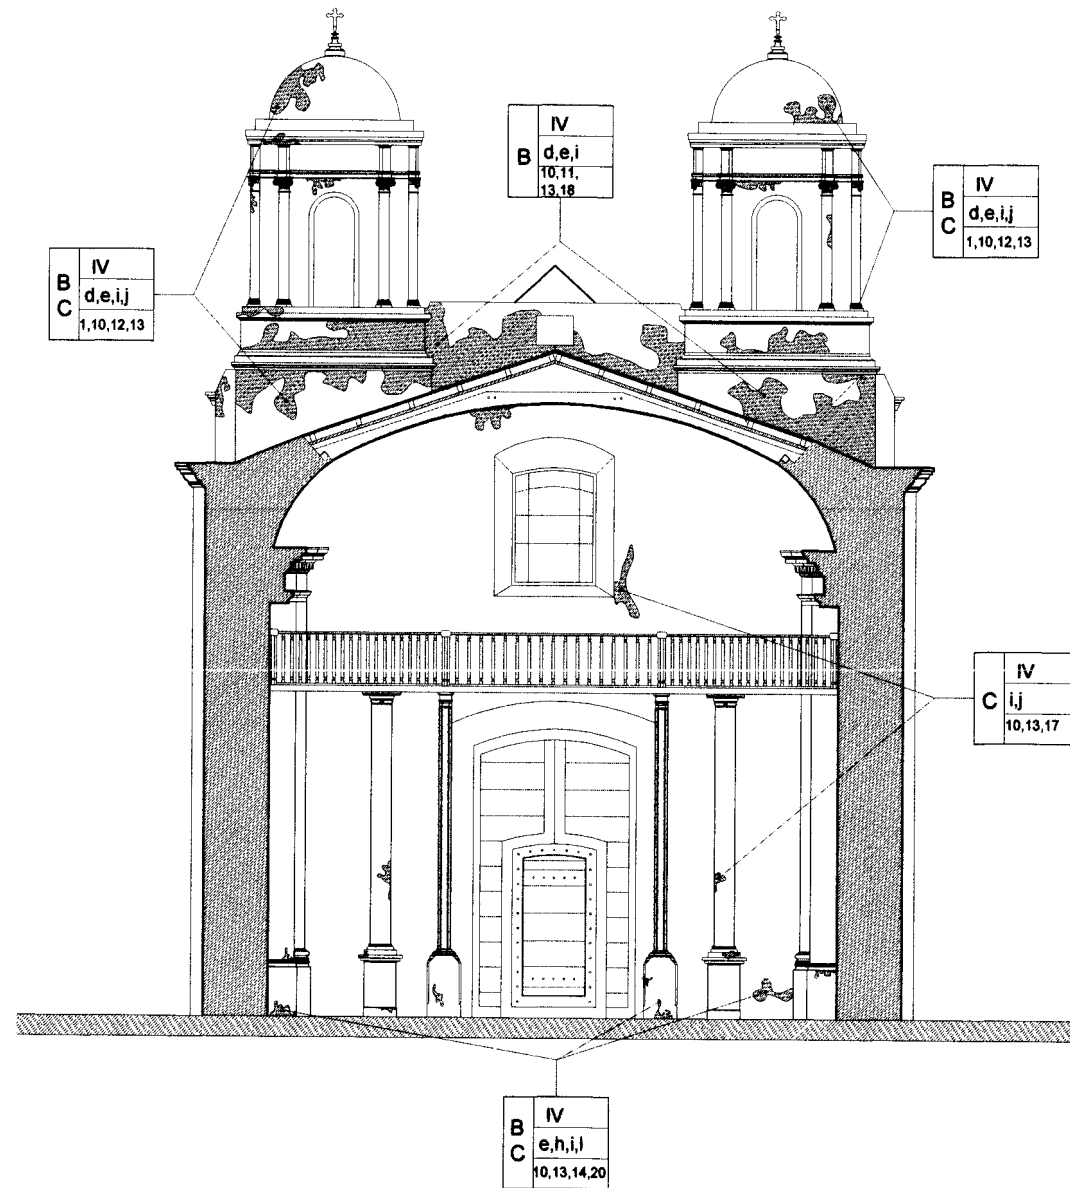 IV
B
d,e,i
10,11,
13,18
IV
B
C
d,e,i,j
1,10,12,13
IV
B
C
d,e,i,j
1,10,12,13
IV
C
i,j
10,13,17
IV
B
C
e,h,i,l
10,13,14,20